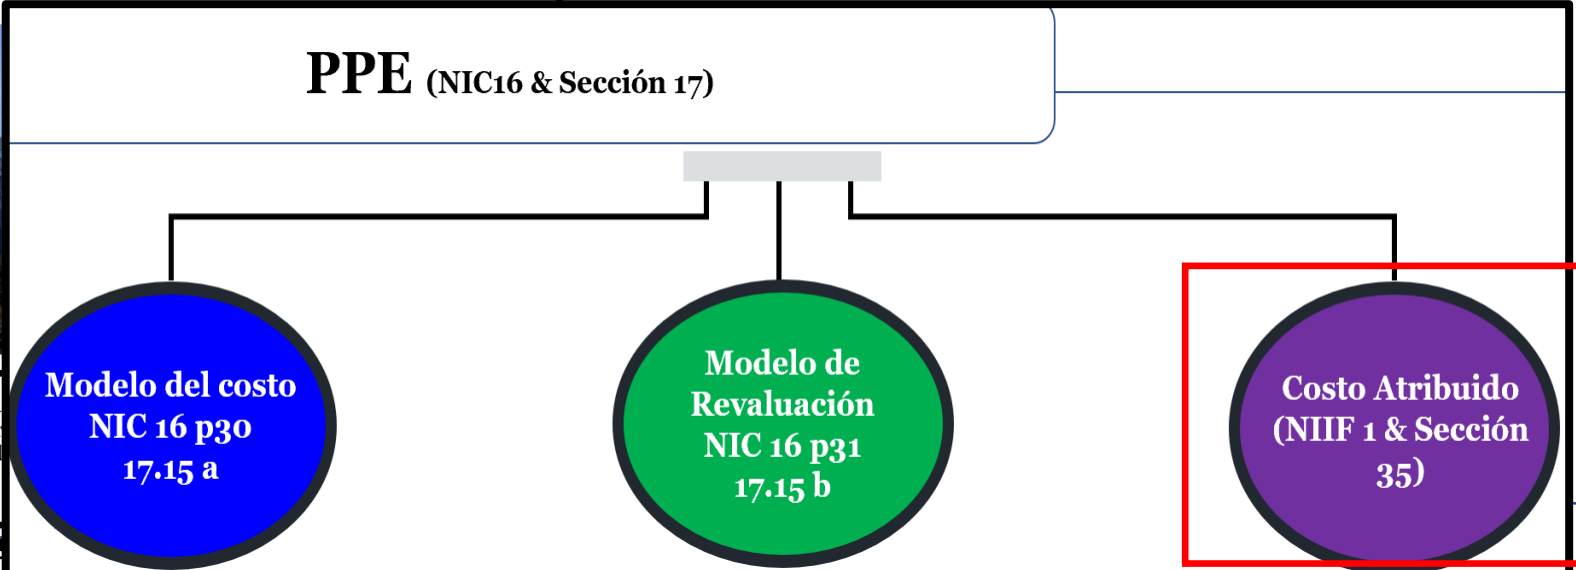 PPE (NIC16 & Sección 17)
Modelo del costo
NIC 16 p30
17.15 a
Modelo de
Revaluación
NIC 16 p31
17.15 b
Costo Atribuido
(NIIF 1 & Sección
35)